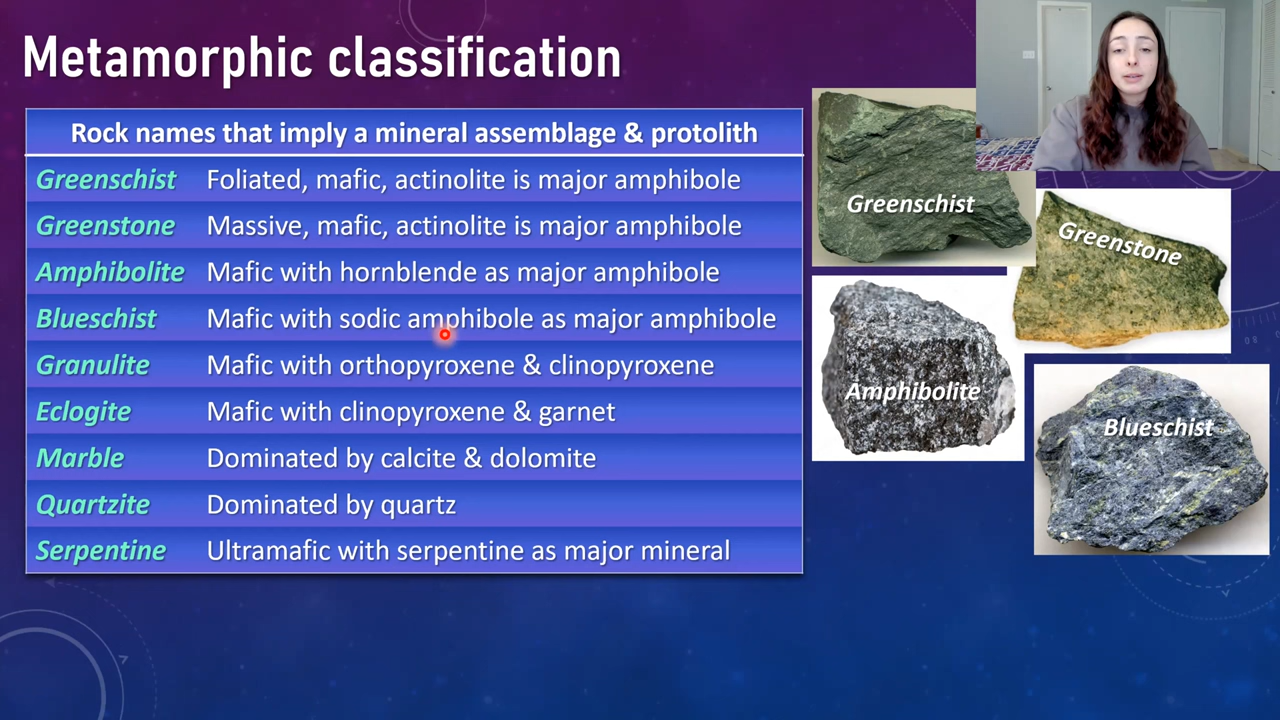 Metamorphic classification
Rock names that imply a mineral assemblage & protolith
Greenschist Foliated, mafic, actinolite is major amphibole
Greenstone Massive, mafic, actinolite is major amphibole
Amphibolite Mafic with hornblende as major amphibole
Blueschist Mafic with sodic amphibole as major amphibole
Granulite Mafic with orthopyroxene & clinopyroxene
Eclogite Mafic with clinopyroxene & garnet
Marble Dominated by calcite & dolomite
Quartzite Dominated by quartz
Serpentine Ultramafic with serpentine as major mineral
Greenschist
Greenstone
Amphibolite
Blueschist